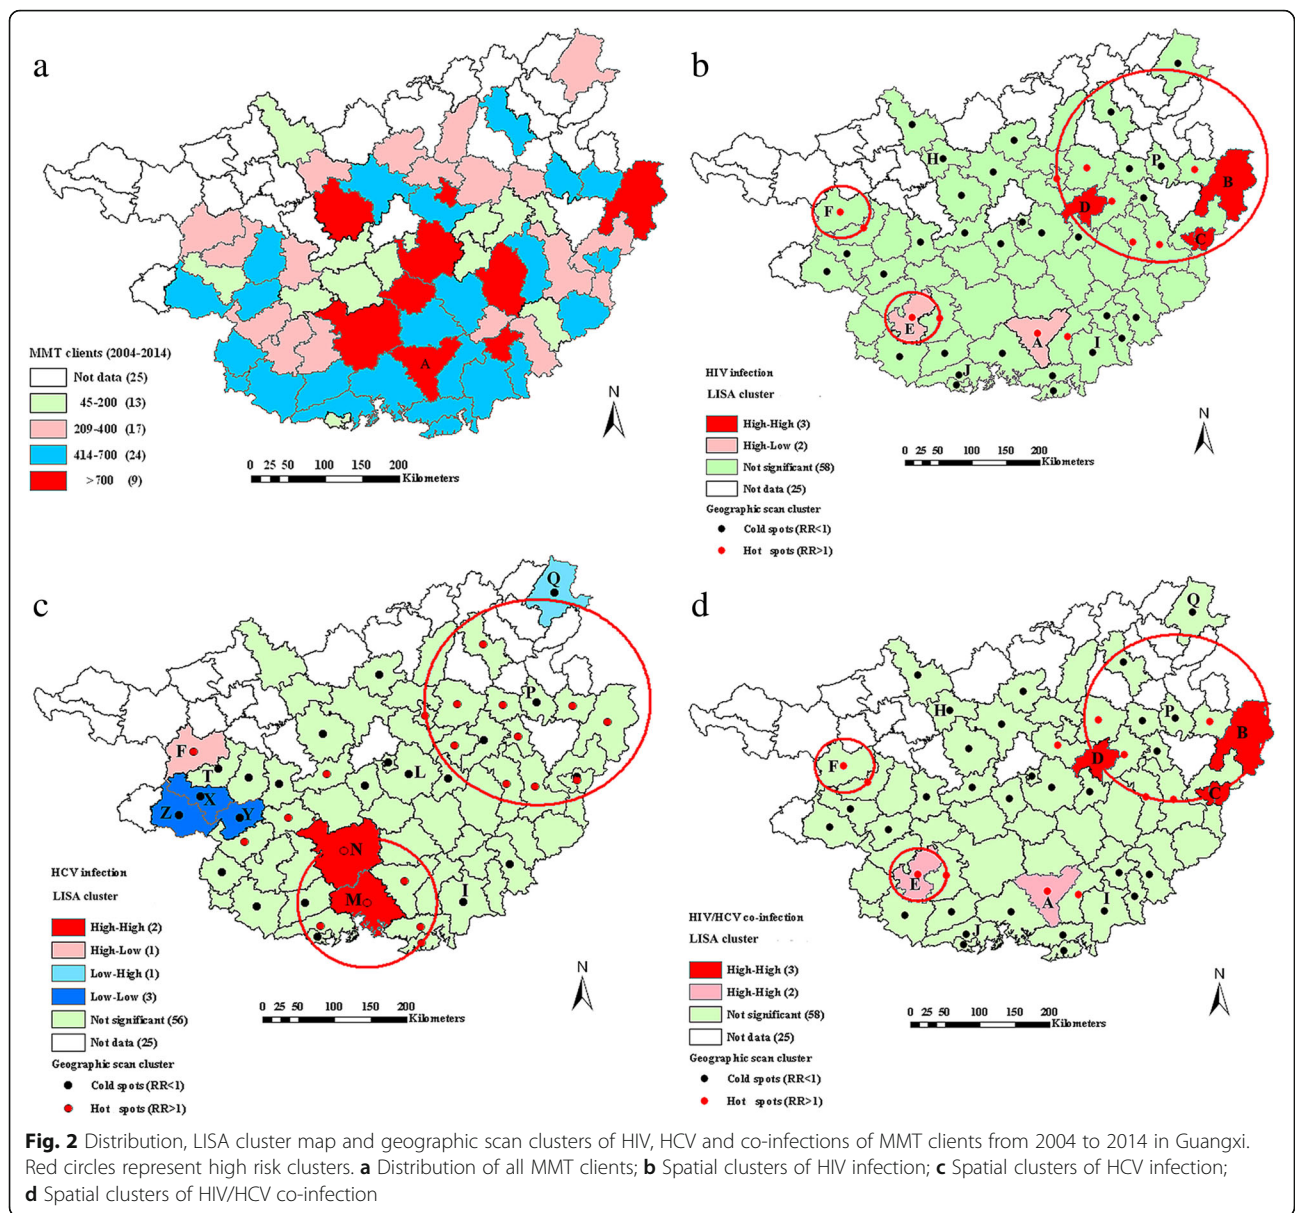 a
A
MMT clients (2004-2014)
Not data (25)
45-200 (13)
209-400 (17)
414-700 (24)
>700 (9)
N
0 25 50 100 150 200
Kilometers
b
H
P
B
F
D
C
E
A
I
J
HIV infection
LISA cluster
High-High (3)
High-Low (2)
Not significant (58)
Not data (25)
Geographic scan cluster
Cold spots (RR<1)
Hot spots (RR>1)
N
0 25 50 100 150 200
Kilometers
c
Q
P
F
T
L
X
Z
Y
N
M
I
HCV infection
LISA cluster
High-High (2)
High-Low (1)
Low-High (1)
Low-Low (3)
Not significant (56)
Not data (25)
Geographic scan cluster
Cold spots (RR<1)
Hot spots (RR>1)
N
0 25 50 100 150 200
Kilometers
d
Q
H
P
B
F
D
C
E
A
I
J
HIV/HCV co-infection
LISA cluster
High-High (3)
High-High (2)
Not significant (58)
Not data (25)
Geographic scan cluster
Cold spots (RR<1)
Hot spots (RR>1)
N
0 25 50 100 150 200
Kilometers
Fig. 2 Distribution, LISA cluster map and geographic scan clusters of HIV, HCV and co-infections of MMT clients from 2004 to 2014 in Guangxi.
Red circles represent high risk clusters. a Distribution of all MMT clients; b Spatial clusters of HIV infection; c Spatial clusters of HCV infection;
d Spatial clusters of HIV/HCV co-infection